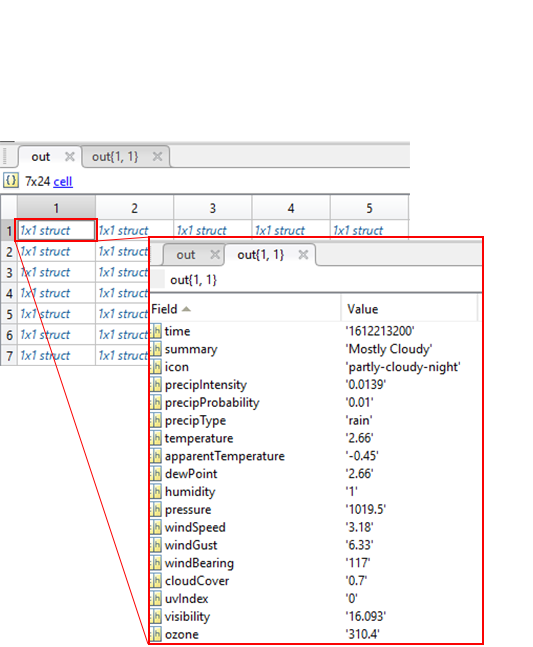 out out{1, 1}
7x24 cell
1 2 3 4 5
1 1x1 struct 1x1 struct 1x1 struct 1x1 struct 1x1 struct
2 1x1 struct 1x1 struct
3 1x1 struct 1x1 struct
4 1x1 struct 1x1 struct
5 1x1 struct 1x1 struct
6 1x1 struct 1x1 struct
7 1x1 struct 1x1 struct
out out{1, 1}
out{1, 1}
Field Value
time '1612213200'
summary 'Mostly Cloudy'
icon 'partly-cloudy-night'
precipIntensity '0.0139'
precipProbability '0.01'
precipType 'rain'
temperature '2.66'
apparentTemperature '-0.45'
dewPoint '2.66'
humidity '1'
pressure '1019.5'
windSpeed '3.18'
windGust '6.33'
windBearing '117'
cloudCover '0.7'
uvIndex '0'
visibility '16.093'
ozone '310.4'